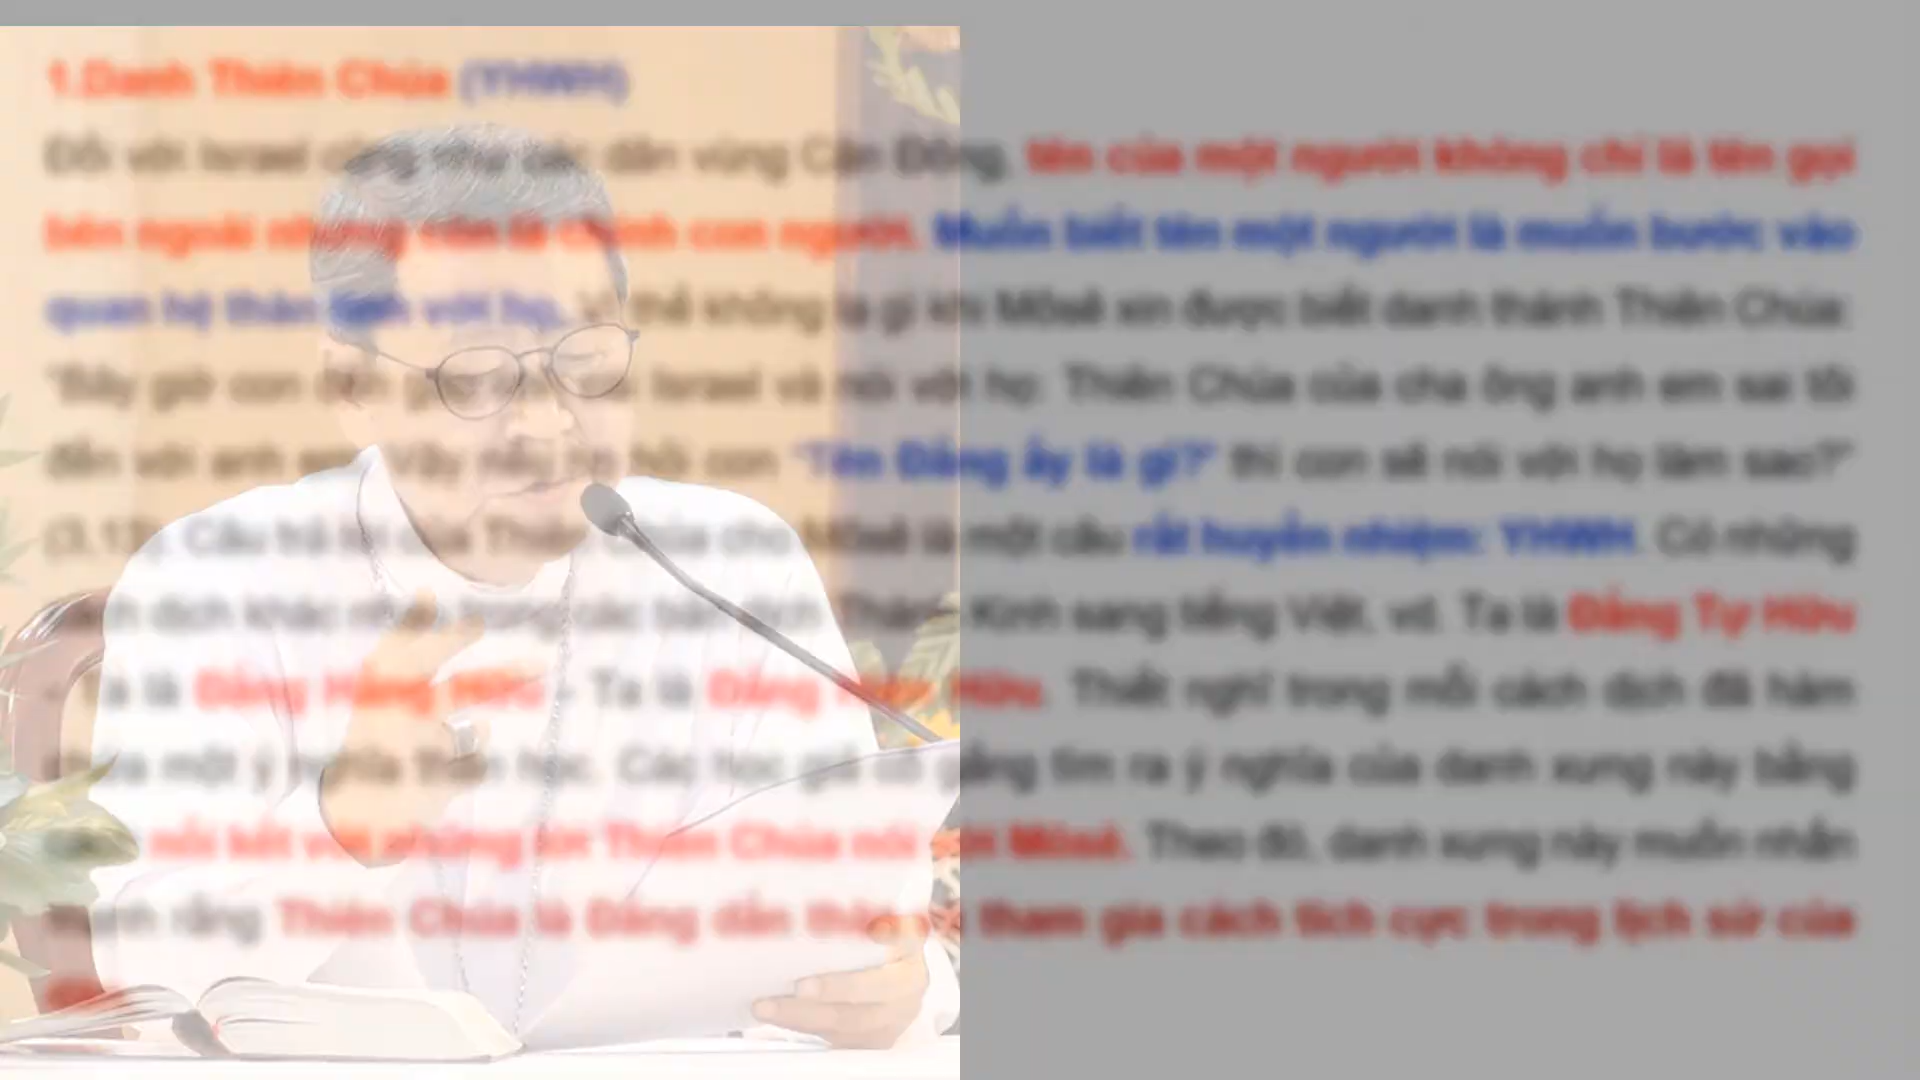 1.Danh Thiên Chúa (YHWH)
Đối với Israel cũng như các dân vùng Cận Đông, tên của một người không chỉ là tên gọi
bên ngoài nhưng còn là chính con người. Muốn biết tên một người là muốn bước vào
quan hệ thân tình với họ. Vì thế không lạ gì khi Môsê xin được biết danh thánh Thiên Chúa:
"Bây giờ con đến gặp Israel và nói với họ: Thiên Chúa của cha ông anh em sai tôi
đến với anh em. Vậy nếu họ hỏi con "Tên Đấng ấy là gì?" thì con sẽ nói với họ làm sao?"
(3,13). Câu trả lời của Thiên Chúa cho Môsê là một câu rất huyền nhiệm: YHWH. Có những
cách dịch khác nhau trong các bản dịch Thánh Kinh sang tiếng Việt, vd. Ta là Đấng Tự Hữu
- Ta là Đấng Hằng Hữu - Ta là Đấng Hữu. Thiết nghĩ trong mỗi cách dịch đã hàm
chứa một ý nghĩa thần học. Các học giả cố gắng tìm ra ý nghĩa của danh xưng này bằng
nối kết với những lời Thiên Chúa nói với Môsê. Theo đó, danh xưng này muốn nhấn
mạnh rằng Thiên Chúa là Đấng dấn thân và tham gia cách tích cực trong lịch sử của